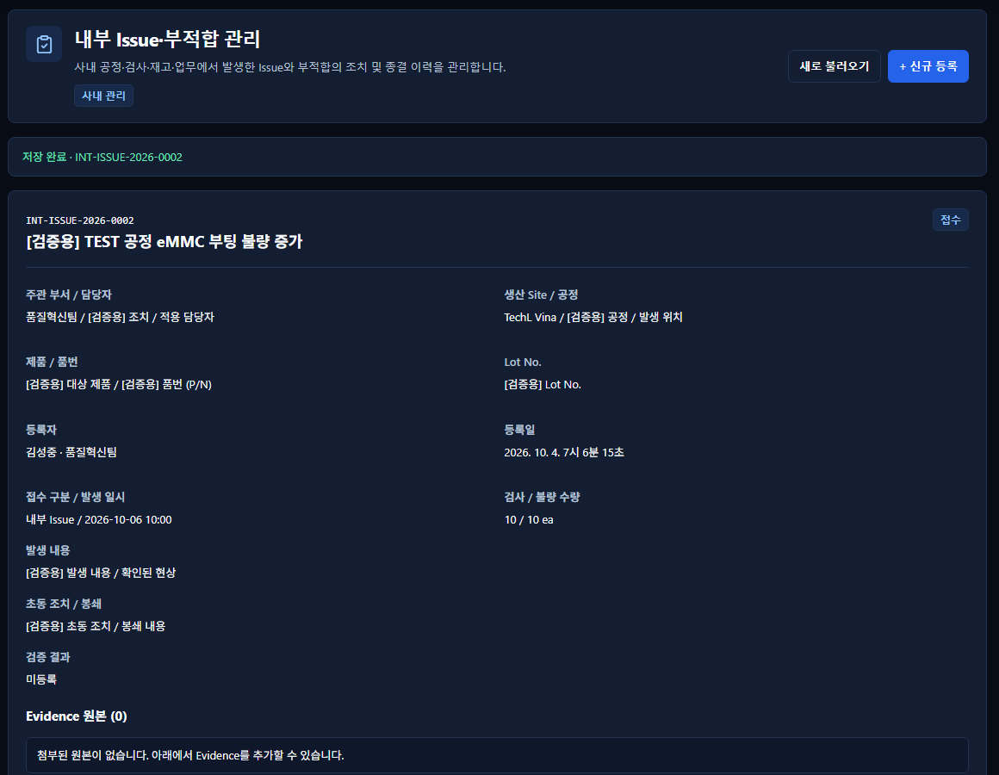 내부 Issue·부적합 관리
사내 공정·검사·재고·업무에서 발생한 Issue와 부적합의 조치 및 종결 이력을 관리합니다.
사내 관리
새로 불러오기
+ 신규 등록
저장 완료 · INT-ISSUE-2026-0002
INT-ISSUE-2026-0002
접수
[검증용] TEST 공정 eMMC 부팅 불량 증가
주관 부서 / 담당자
품질혁신팀 / [검증용] 조치 / 적용 담당자
생산 Site / 공정
TechL Vina / [검증용] 공정 / 발생 위치
제품 / 품번
[검증용] 대상 제품 / [검증용] 품번 (P/N)
Lot No.
[검증용] Lot No.
등록자
김성중 · 품질혁신팀
등록일
2026. 10. 4. 7시 6분 15초
접수 구분 / 발생 일시
내부 Issue / 2026-10-06 10:00
검사 / 불량 수량
10 / 10 ea
발생 내용
[검증용] 발생 내용 / 확인된 현상
초동 조치 / 봉쇄
[검증용] 초동 조치 / 봉쇄 내용
검증 결과
미등록
Evidence 원본 (0)
첨부된 원본이 없습니다. 아래에서 Evidence를 추가할 수 있습니다.